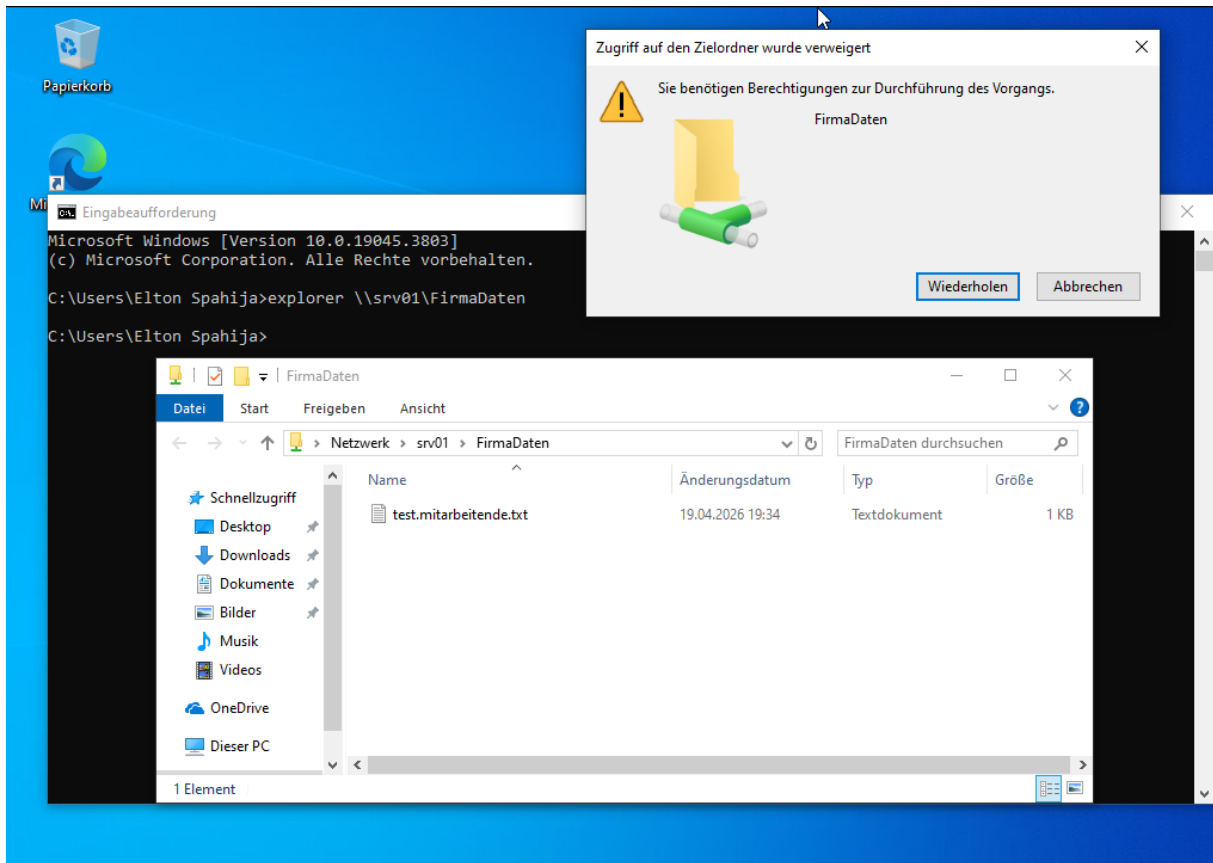 Papierkorb
Zugriff auf den Zielordner wurde verweigert
Sie benötigen Berechtigungen zur Durchführung des Vorgangs.
FirmaDaten
Wiederholen
Abbrechen
Mi
Eingabeaufforderung
Microsoft Windows [Version 10.0.19045.3803]
(c) Microsoft Corporation. Alle Rechte vorbehalten.
C:\Users\Elton Spahija>explorer \\srv01\FirmaDaten
C:\Users\Elton Spahija>
FirmaDaten
Datei Start Freigeben Ansicht
Netzwerk > srv01 > FirmaDaten
FirmaDaten durchsuchen
Name Änderungsdatum Typ Größe
test.mitarbeitende.txt 19.04.2026 19:34 Textdokument 1 KB
Schnellzugriff
Desktop
Downloads
Dokumente
Bilder
Musik
Videos
OneDrive
Dieser PC
1 Element